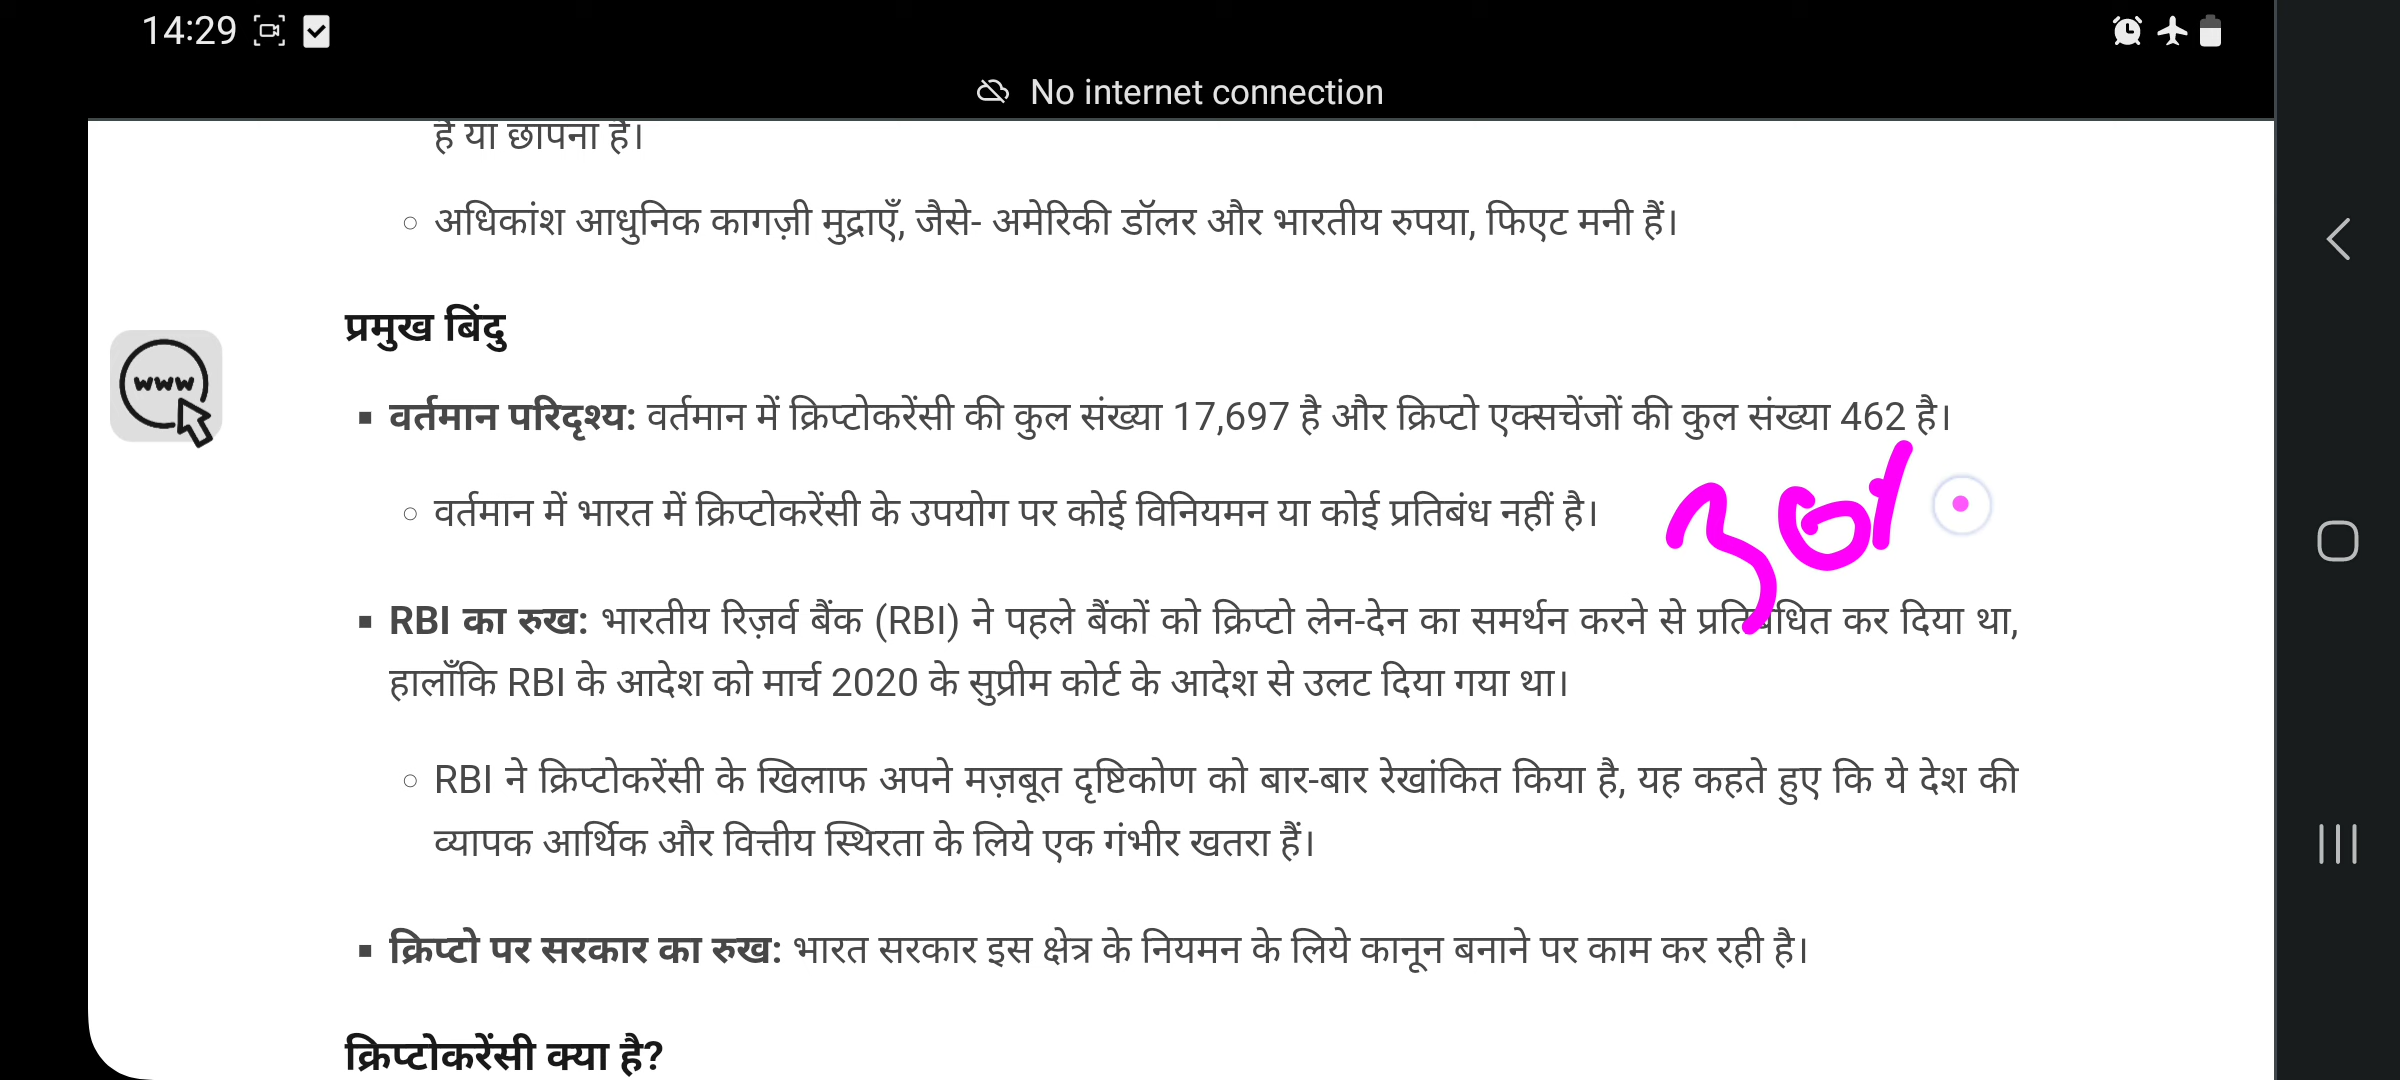 14:29
No internet connection
है या छापना है।
○ अधिकांश आधुनिक कागज़ी मुद्राएँ, जैसे- अमेरिकी डॉलर और भारतीय रुपया, फिएट मनी हैं।
प्रमुख बिंदु
www
▪ वर्तमान परिदृश्य: वर्तमान में क्रिप्टोकरेंसी की कुल संख्या 17,697 है और क्रिप्टो एक्सचेंजों की कुल संख्या 462 है।
○ वर्तमान में भारत में क्रिप्टोकरेंसी के उपयोग पर कोई विनियमन या कोई प्रतिबंध नहीं है।
▪ RBI का रुख: भारतीय रिज़र्व बैंक (RBI) ने पहले बैंकों को क्रिप्टो लेन-देन का समर्थन करने से प्रतिबंधित कर दिया था,
हालाँकि RBI के आदेश को मार्च 2020 के सुप्रीम कोर्ट के आदेश से उलट दिया गया था।
○ RBI ने क्रिप्टोकरेंसी के खिलाफ अपने मज़बूत दृष्टिकोण को बार-बार रेखांकित किया है, यह कहते हुए कि ये देश की
व्यापक आर्थिक और वित्तीय स्थिरता के लिये एक गंभीर खतरा हैं।
▪ क्रिप्टो पर सरकार का रुख: भारत सरकार इस क्षेत्र के नियमन के लिये कानून बनाने पर काम कर रही है।
क्रिप्टोकरेंसी क्या है?